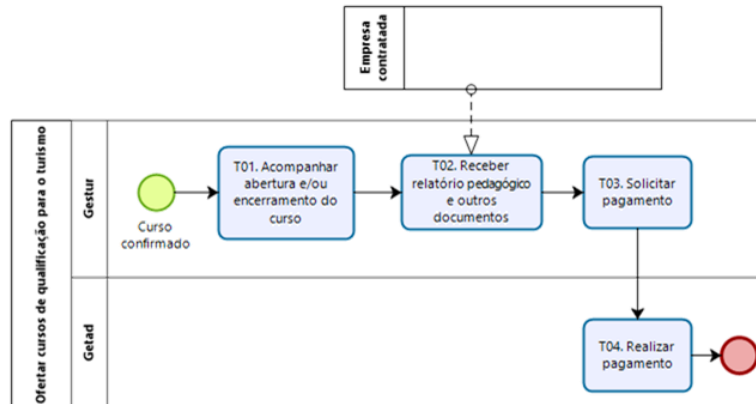 Empresa
contratada
Ofertar cursos de qualificação para o turismo
Gestur
Curso
confirmado
T01. Acompanhar
abertura e/ou
encerramento do
curso
T02. Receber
relatório pedagógico
e outros
documentos
T03. Solicitar
pagamento
Getad
T04. Realizar
pagamento